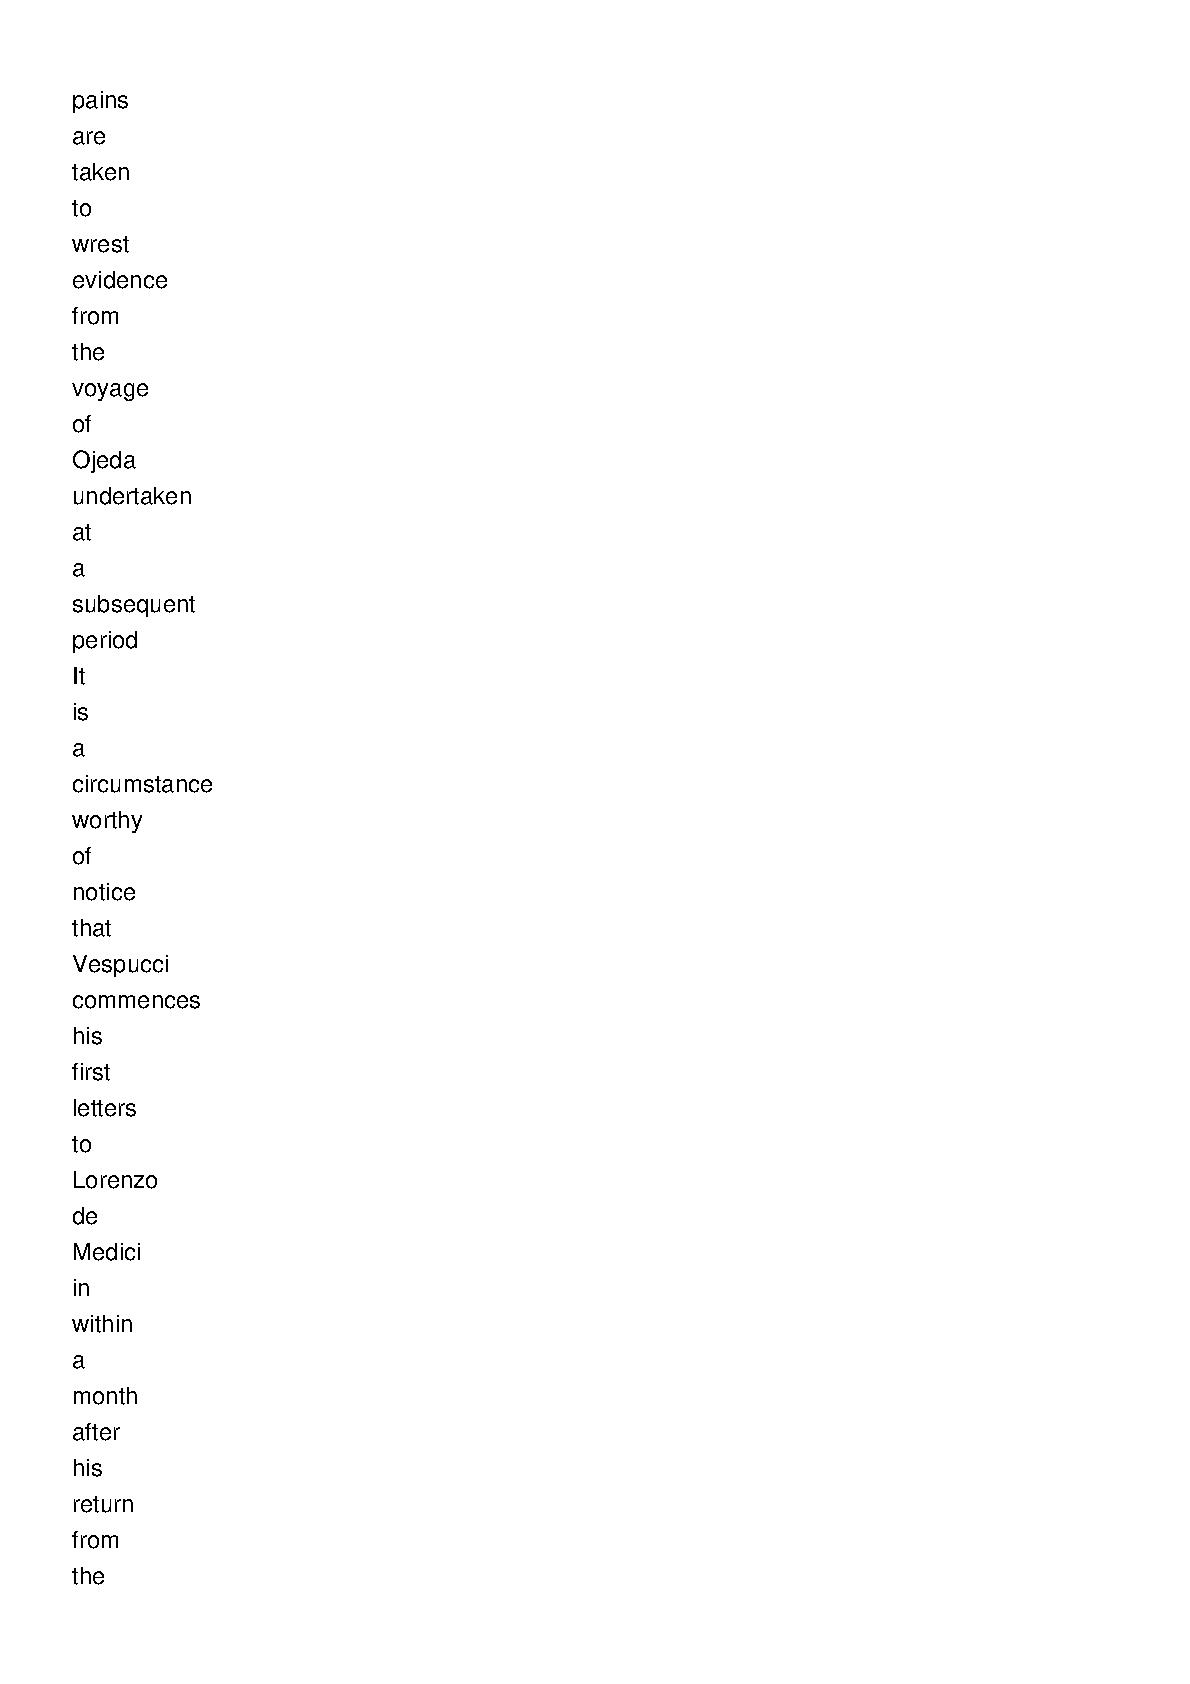 pains
are
taken
to
wrest
evidence
from
the
voyage
of
Ojeda
undertaken
at
a
subsequent
period
It
is
a
circumstance
worthy
of
notice
that
Vespucci
commences
his
first
letters
to
Lorenzo
de
Medici
in
within
a
month
after
his
return
from
the